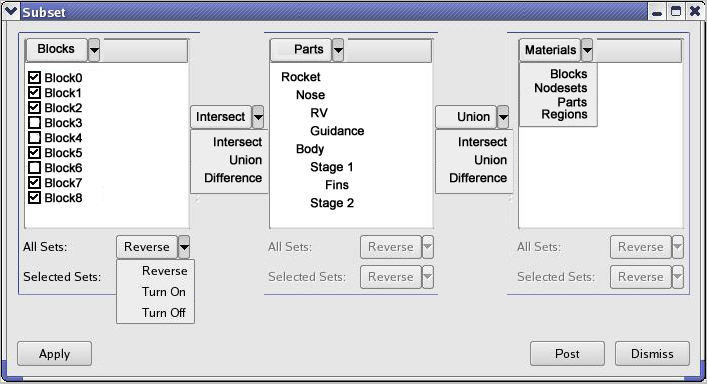 Subset
Blocks
Block0
Block1
Block2
Block3
Block4
Block5
Block6
Block7
Block8
Intersect
Intersect
Union
Difference
Parts
Rocket
Nose
RV
Guidance
Body
Stage 1
Fins
Stage 2
Union
Intersect
Union
Difference
Materials
Blocks
Nodesets
Parts
Regions
All Sets: Reverse
Selected Sets:
Reverse
Turn On
Turn Off
All Sets: Reverse
Selected Sets: Reverse
All Sets: Reverse
Selected Sets: Reverse
Apply
Post
Dismiss